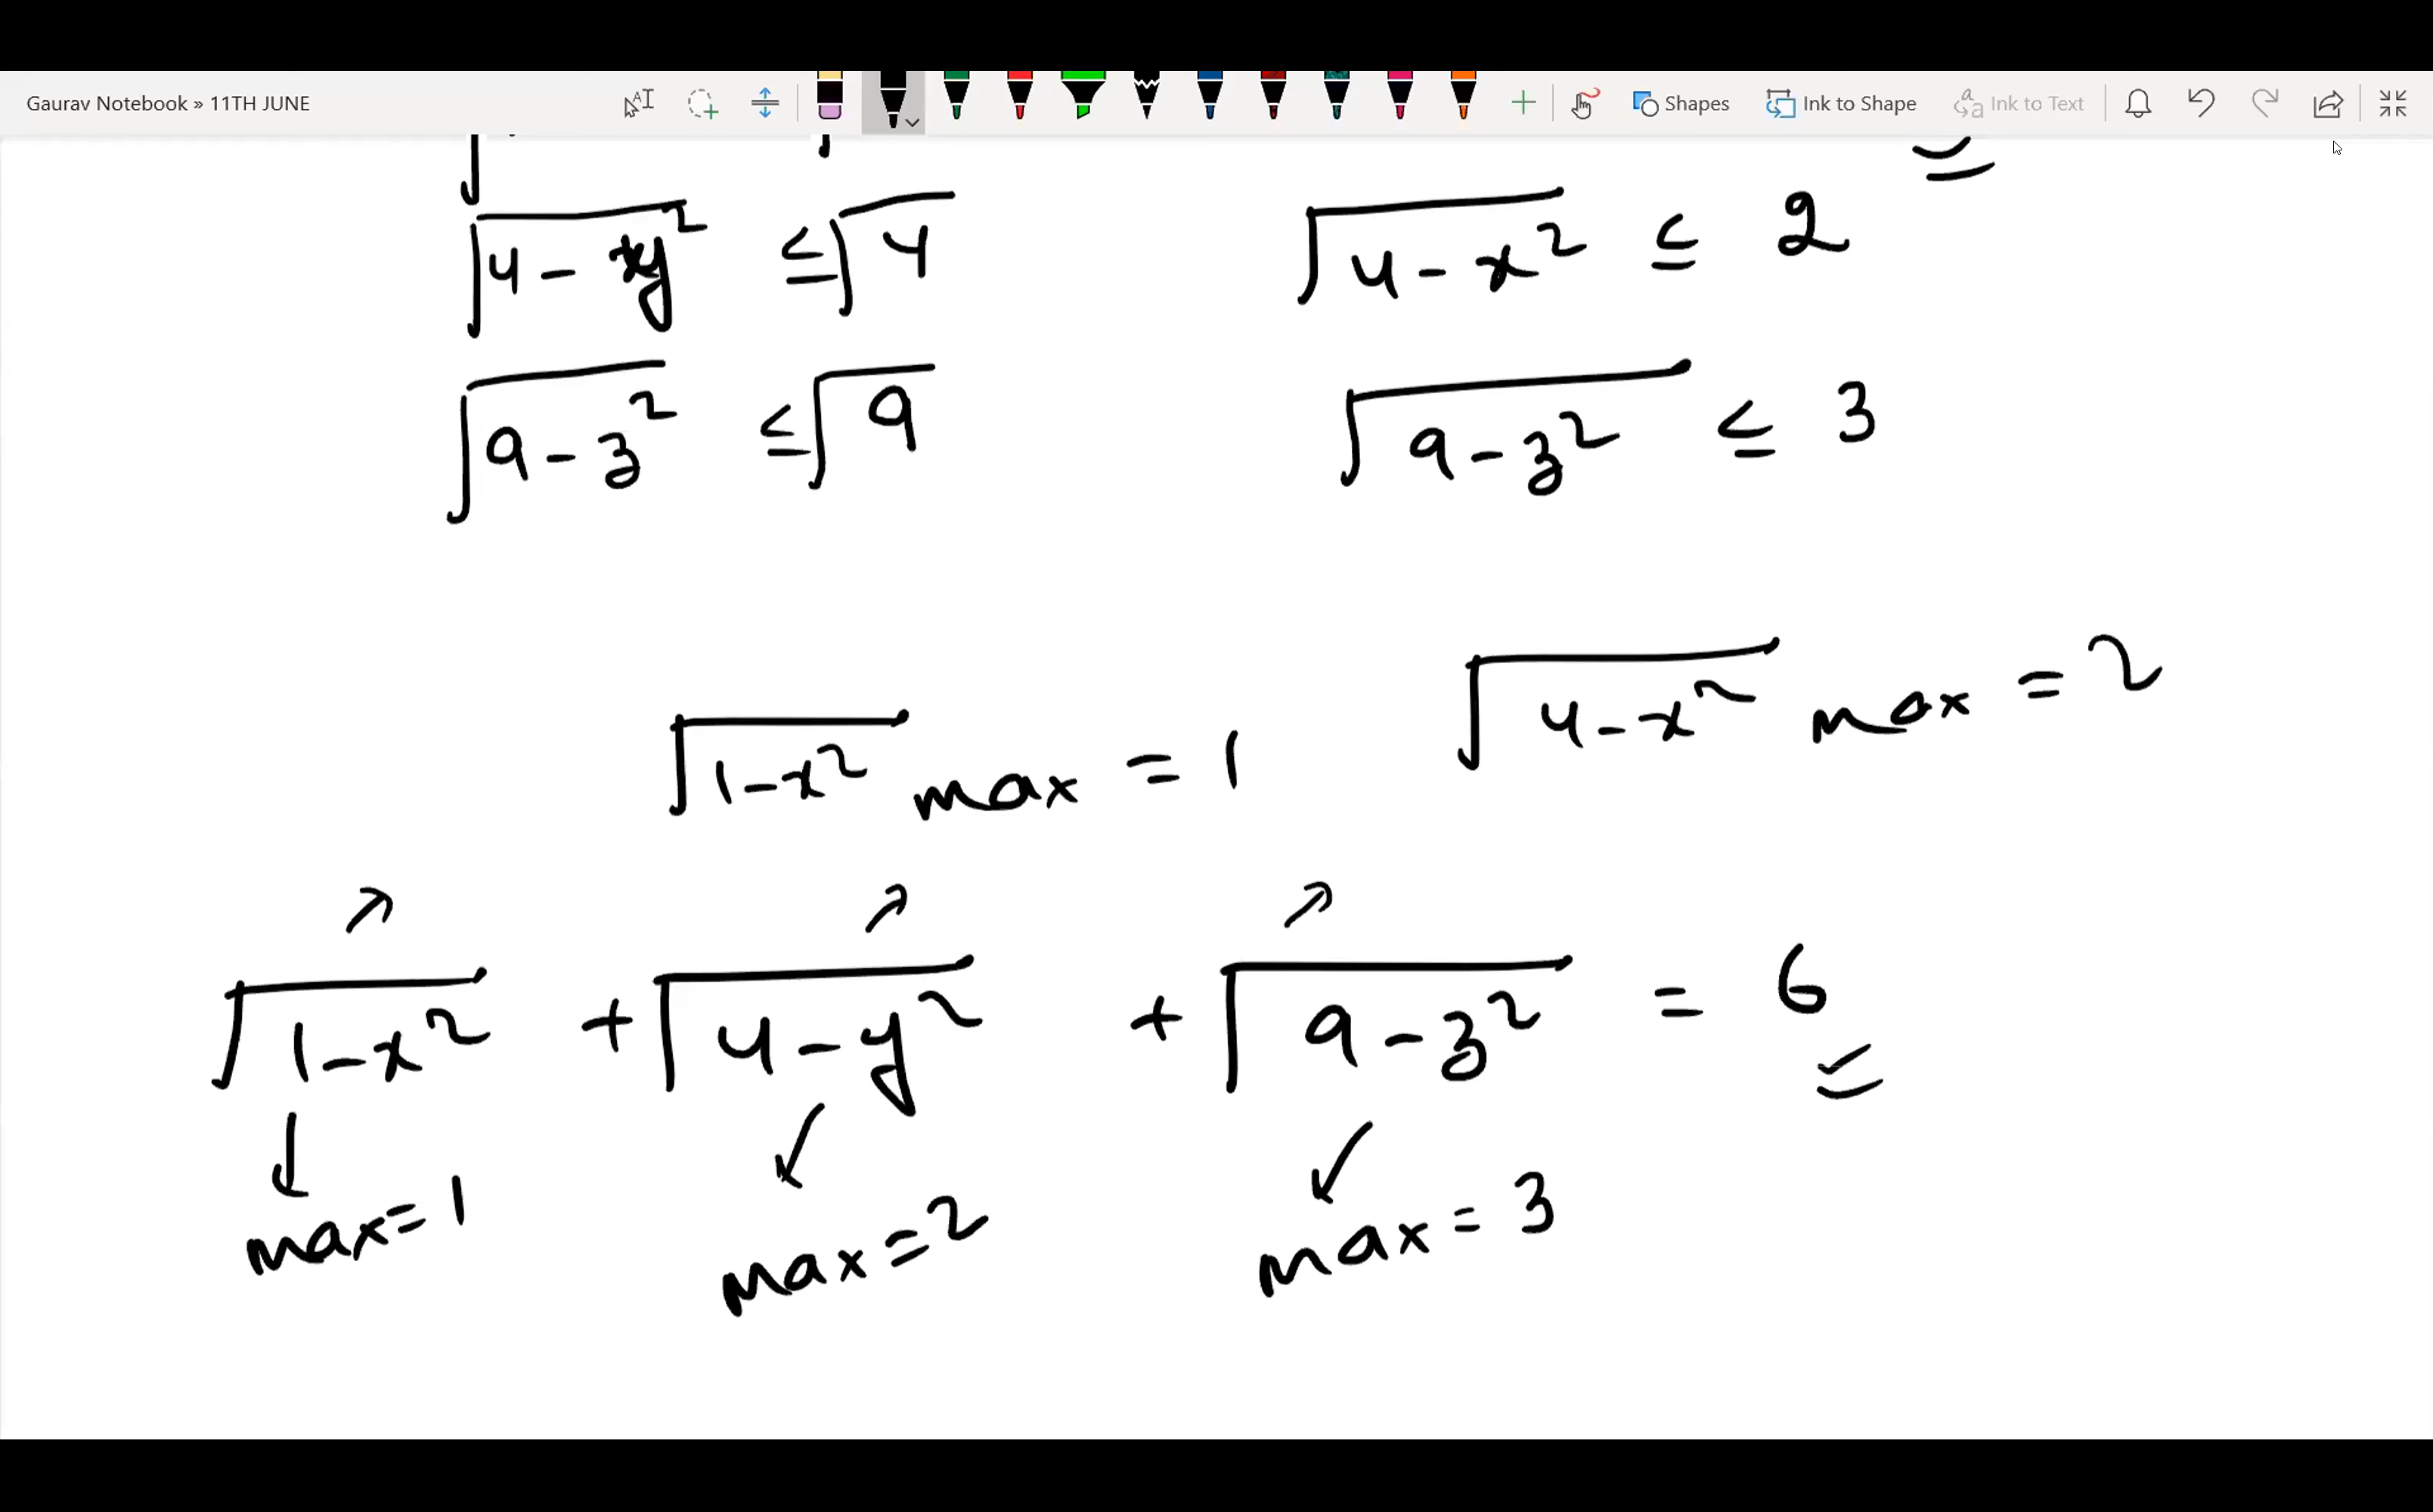 Gaurav Notebook » 11TH JUNE
Shapes Ink to Shape Ink to Text
√(4 - y²) ≤ √4 √(4 - x²) ≤ 2
√(9 - z²) ≤ √9 √(9 - z²) ≤ 3
√(4 - x²) max = 2
√(1 - x²) max = 1
√(1 - x²) + √(4 - y²) + √(9 - z²) = 6
max = 1 max = 2 max = 3